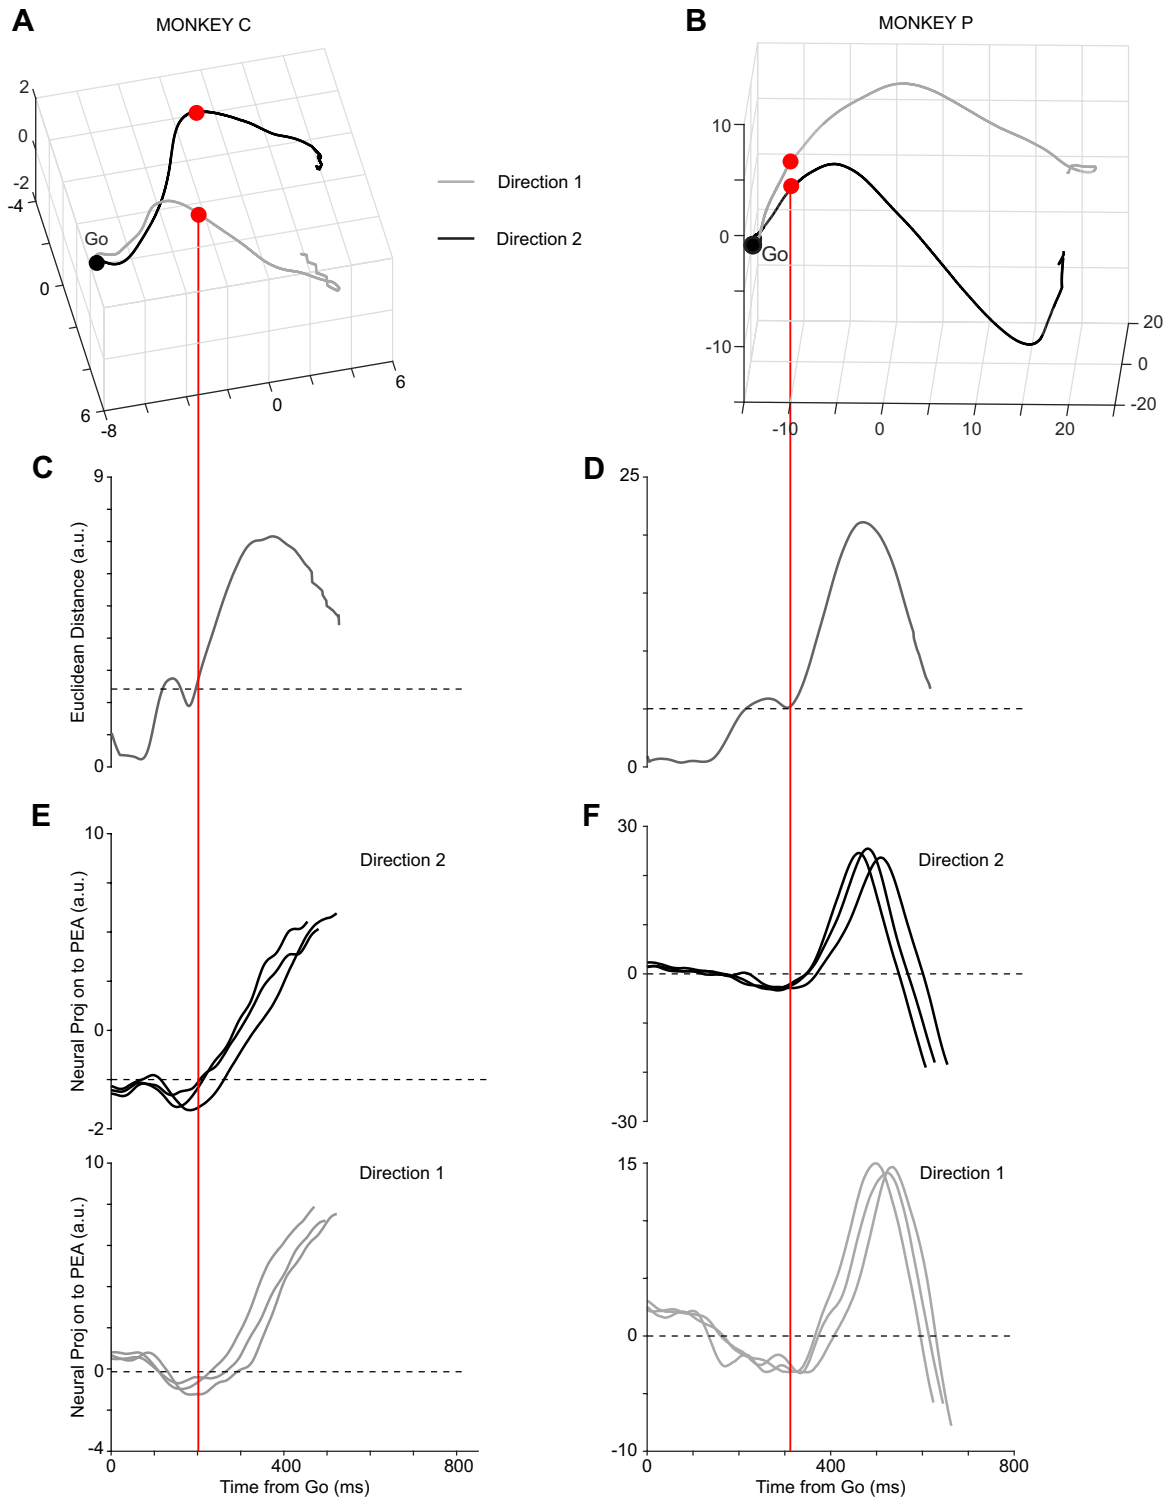 A
MONKEY C
B
MONKEY P
2
0
-2
-4
0
6
-8
0
6
Go
Direction 1
Direction 2
10
0
-10
Go
20
0
-20
-10
0
10
20
C
9
0
Euclidean Distance (a.u.)
D
25
0
E
10
0
-2
Neural Proj on to PEA (a.u.)
Direction 2
F
30
0
-30
Direction 2
10
0
-4
Neural Proj on to PEA (a.u.)
Direction 1
0
400
800
Time from Go (ms)
15
0
-10
Direction 1
0
400
800
Time from Go (ms)